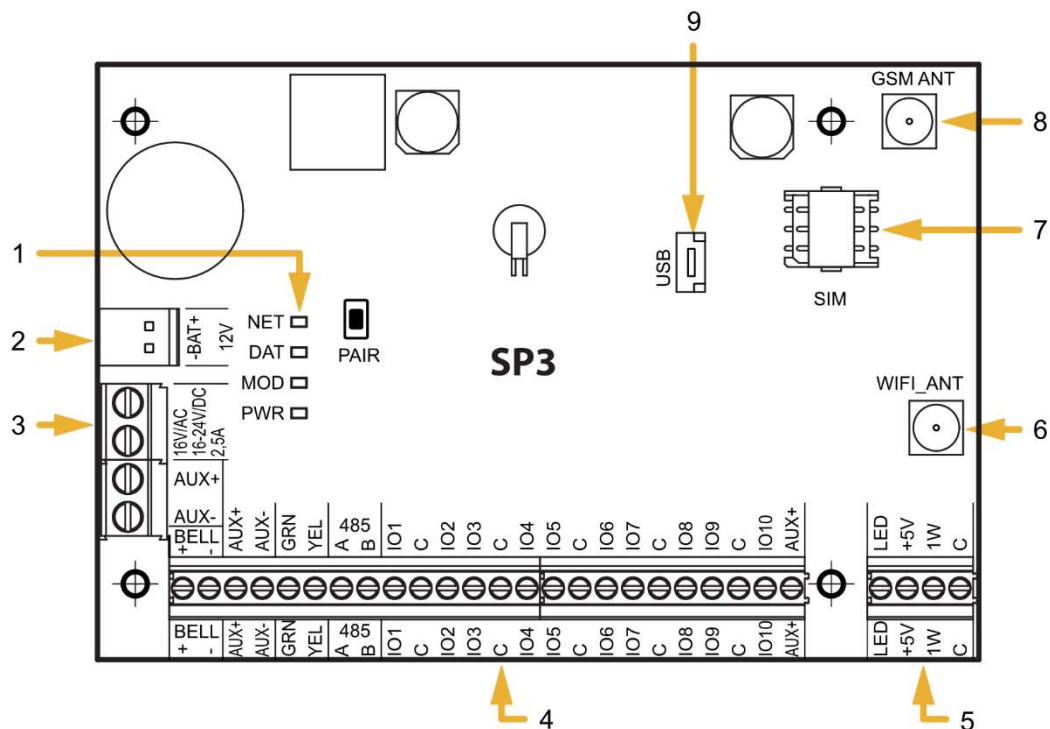 9
GSM ANT
8
7
SIM
USB
1
NET
DAT
MOD
PWR
PAIR
SP3
2
-BAT+
12V
3
16V/AC
16-24V/DC
2,5A
AUX+
AUX-
WIFI_ANT
6
BELL
+ -
AUX+ AUX- GRN YEL
485
A B
IO1 C IO2 IO3 C IO4 IO5 C IO6 IO7 C IO8 IO9 C IO10 AUX+
LED +5V 1W C
BELL
+ -
AUX+ AUX- GRN YEL
485
A B
IO1 C IO2 IO3 C IO4 IO5 C IO6 IO7 C IO8 IO9 C IO10 AUX+
LED +5V 1W C
4
5